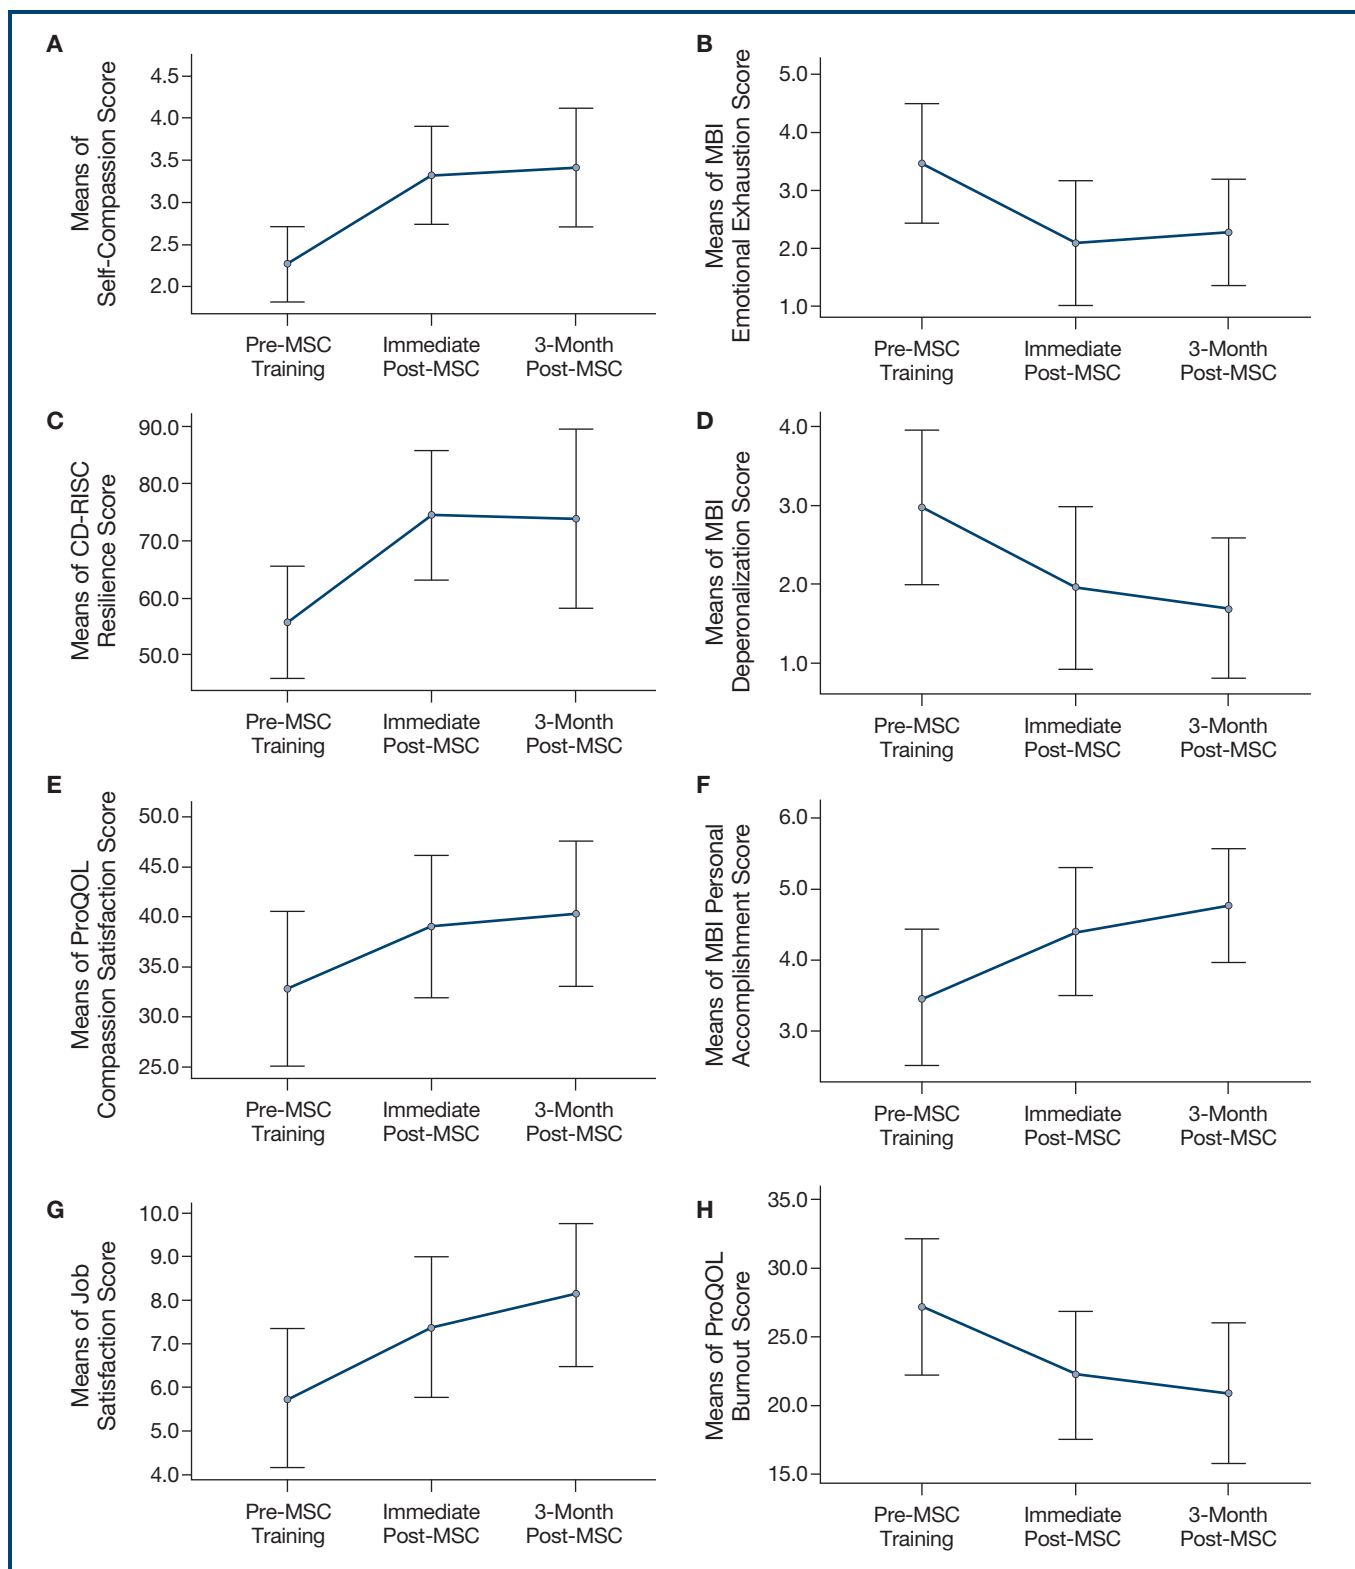 A
Means of
Self-Compassion Score
4.5
4.0
3.5
3.0
2.5
2.0
Pre-MSC
Training
Immediate
Post-MSC
3-Month
Post-MSC
B
Means of MBI
Emotional Exhaustion Score
5.0
4.0
3.0
2.0
1.0
Pre-MSC
Training
Immediate
Post-MSC
3-Month
Post-MSC
C
Means of CD-RISC
Resilience Score
90.0
80.0
70.0
60.0
50.0
Pre-MSC
Training
Immediate
Post-MSC
3-Month
Post-MSC
D
Means of MBI
Deperonalization Score
4.0
3.0
2.0
1.0
Pre-MSC
Training
Immediate
Post-MSC
3-Month
Post-MSC
E
Means of ProQOL
Compassion Satisfaction Score
50.0
45.0
40.0
35.0
30.0
25.0
Pre-MSC
Training
Immediate
Post-MSC
3-Month
Post-MSC
F
Means of MBI Personal
Accomplishment Score
6.0
5.0
4.0
3.0
Pre-MSC
Training
Immediate
Post-MSC
3-Month
Post-MSC
G
Means of Job
Satisfaction Score
10.0
9.0
8.0
7.0
6.0
5.0
4.0
Pre-MSC
Training
Immediate
Post-MSC
3-Month
Post-MSC
H
Means of ProQOL
Burnout Score
35.0
30.0
25.0
20.0
15.0
Pre-MSC
Training
Immediate
Post-MSC
3-Month
Post-MSC